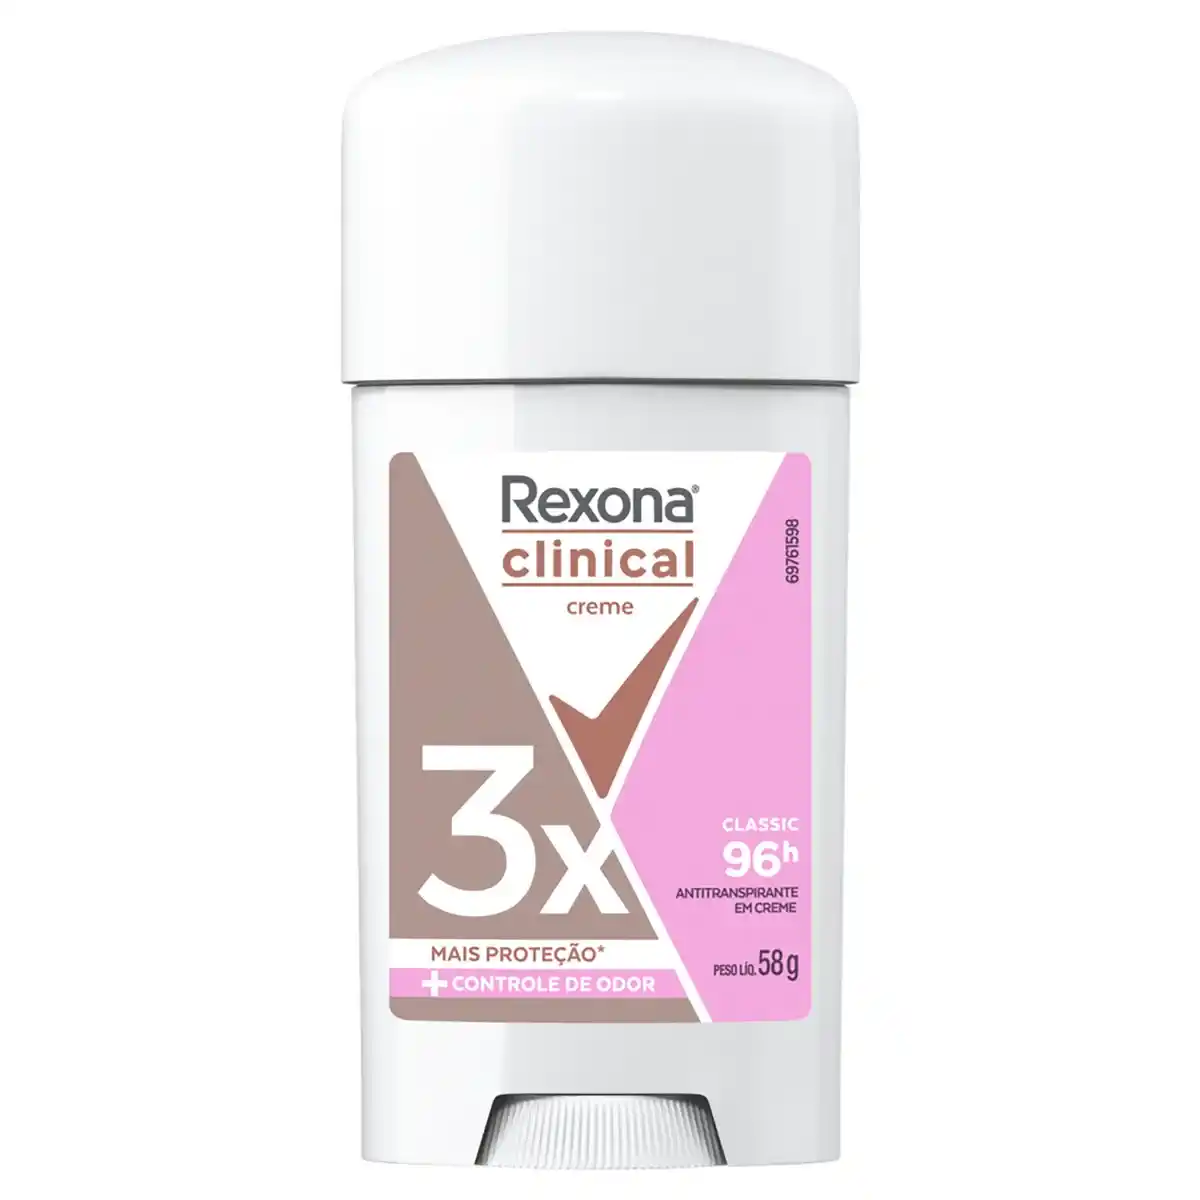 Rexona®
clinical
creme
69761598
3x
MAIS PROTEÇÃO*
+CONTROLE DE ODOR
CLASSIC
96h
ANTITRANSPIRANTE
EM CREME
PESO LÍQ. 58g